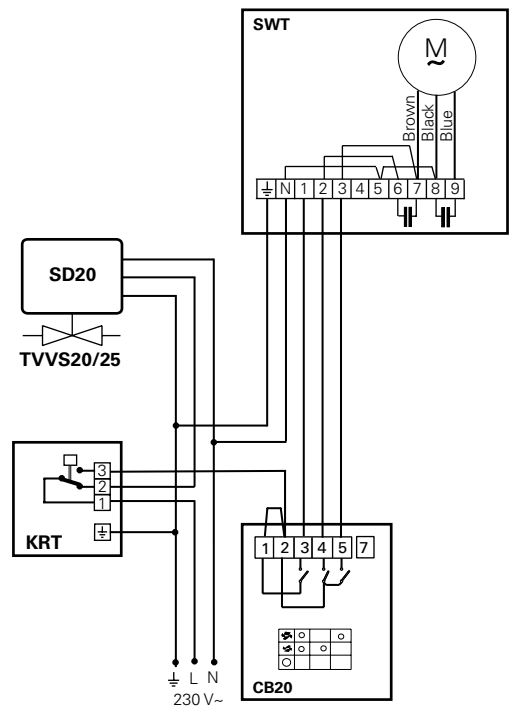 SWT
M
~
Brown
Black
Blue
N 1 2 3 4 5 6 7 8 9
SD20
TVVS20/25
3
2
1
KRT
1 2 3 4 5 7
CB20
L N
230 V~